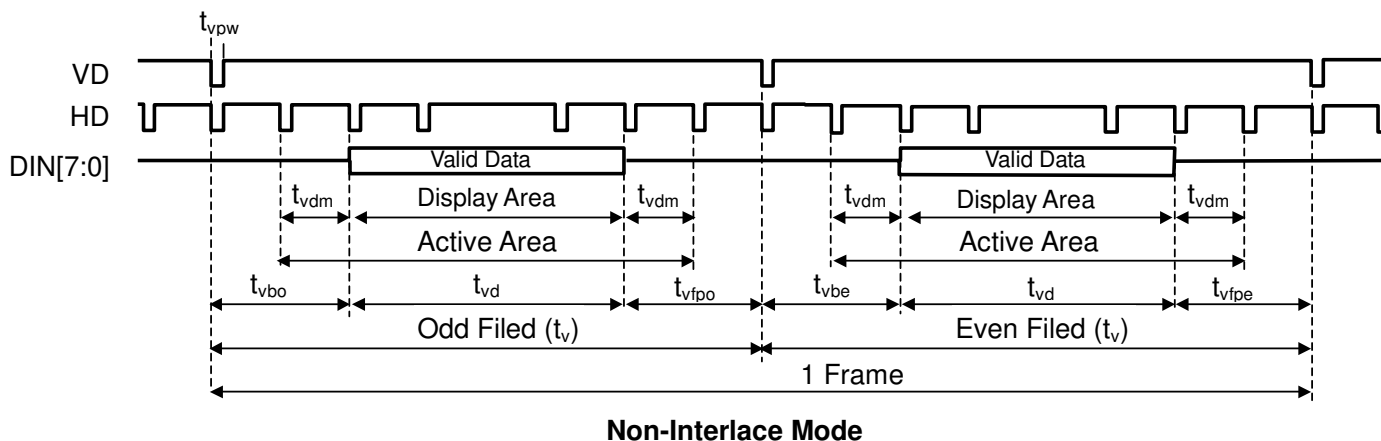 tvpw
VD
HD
DIN[7:0]
Valid Data Valid Data
tvdm Display Area tvdm tvdm Display Area tvdm
Active Area Active Area
tvbo tvd tvfpo tvbe tvd tvfpe
Odd Filed (tv) Even Filed (tv)
1 Frame
Non-Interlace Mode